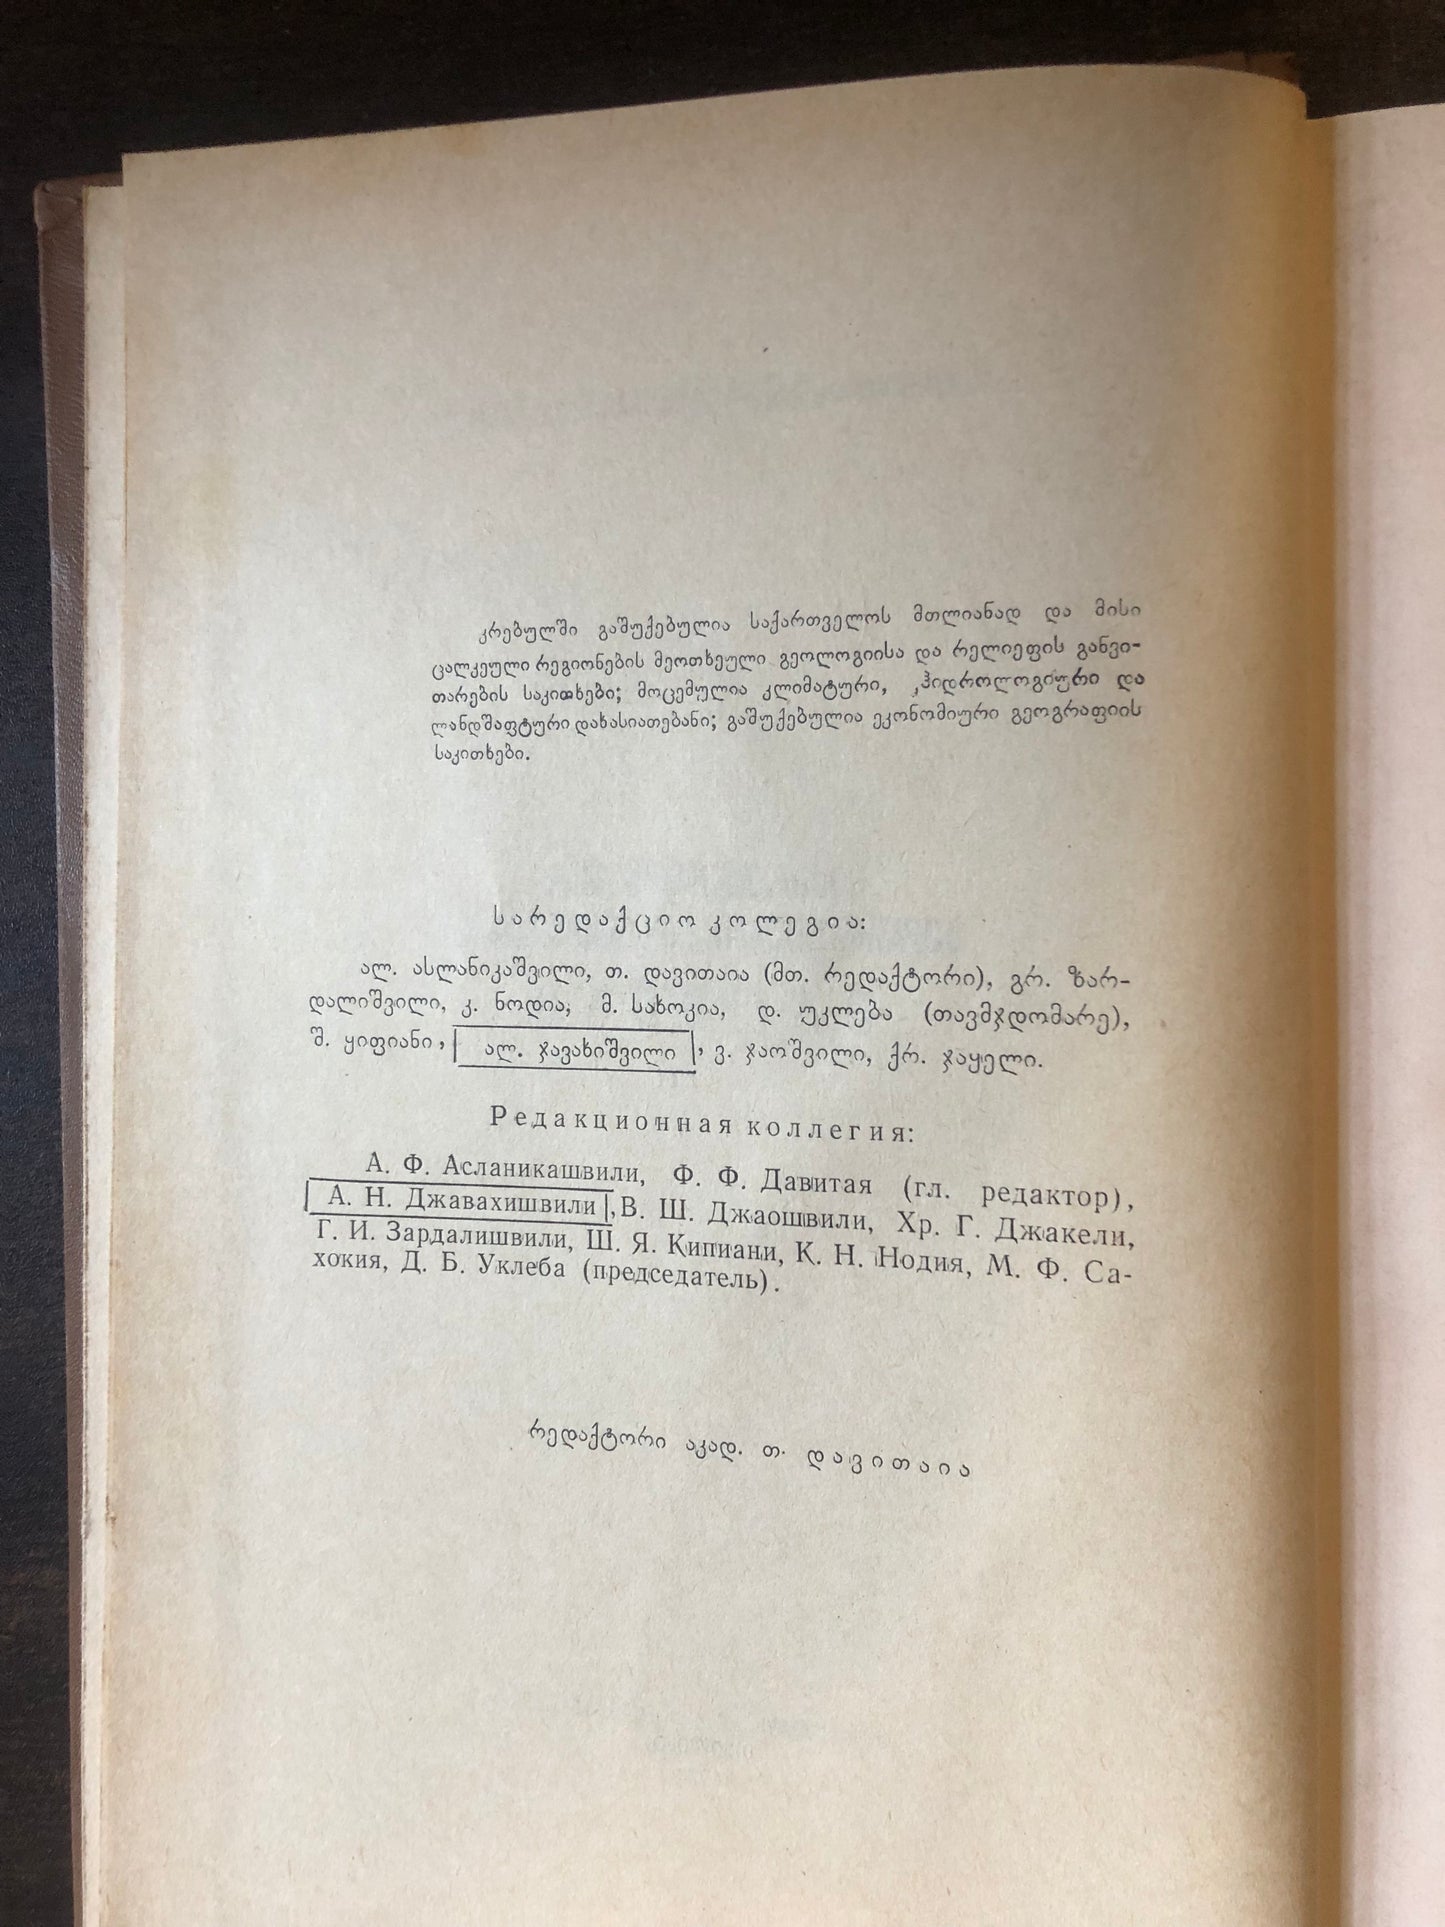 კრებულში გაშუქებულია საქართველოს მთლიანად და მისი
ცალკეული რეგიონების მეოთხეული გეოლოგიისა და რელიეფის განვი-
თარების საკითხები; მოცემულია კლიმატური, ჰიდროლოგიური და
ლანდშაფტური დახასიათებანი; გაშუქებულია ეკონომიური გეოგრაფიის
საკითხები.
სარედაქციო კოლეგია:
ალ. ასლანიკაშვილი, თ. დავითაია (მთ. რედაქტორი), გრ. ზარ-
დალიშვილი, კ. ნოდია, მ. სახოკია, დ. უკლება (თავმჯდომარე),
შ. ყიფიანი, ალ. ჯავახიშვილი, ვ. ჯაოშვილი, ქრ. ჯაყელი.
Редакционная коллегия:
А. Ф. Асланикашвили, Ф. Ф. Давитая (гл. редактор),
А. Н. Джавахишвили, В. Ш. Джаошвили, Хр. Г. Джакели,
Г. И. Зардалишвили, Ш. Я. Кипиани, К. Н. Нодия, М. Ф. Са-
хокия, Д. Б. Уклеба (председатель).
რედაქტორი აკად. თ. დავითაია